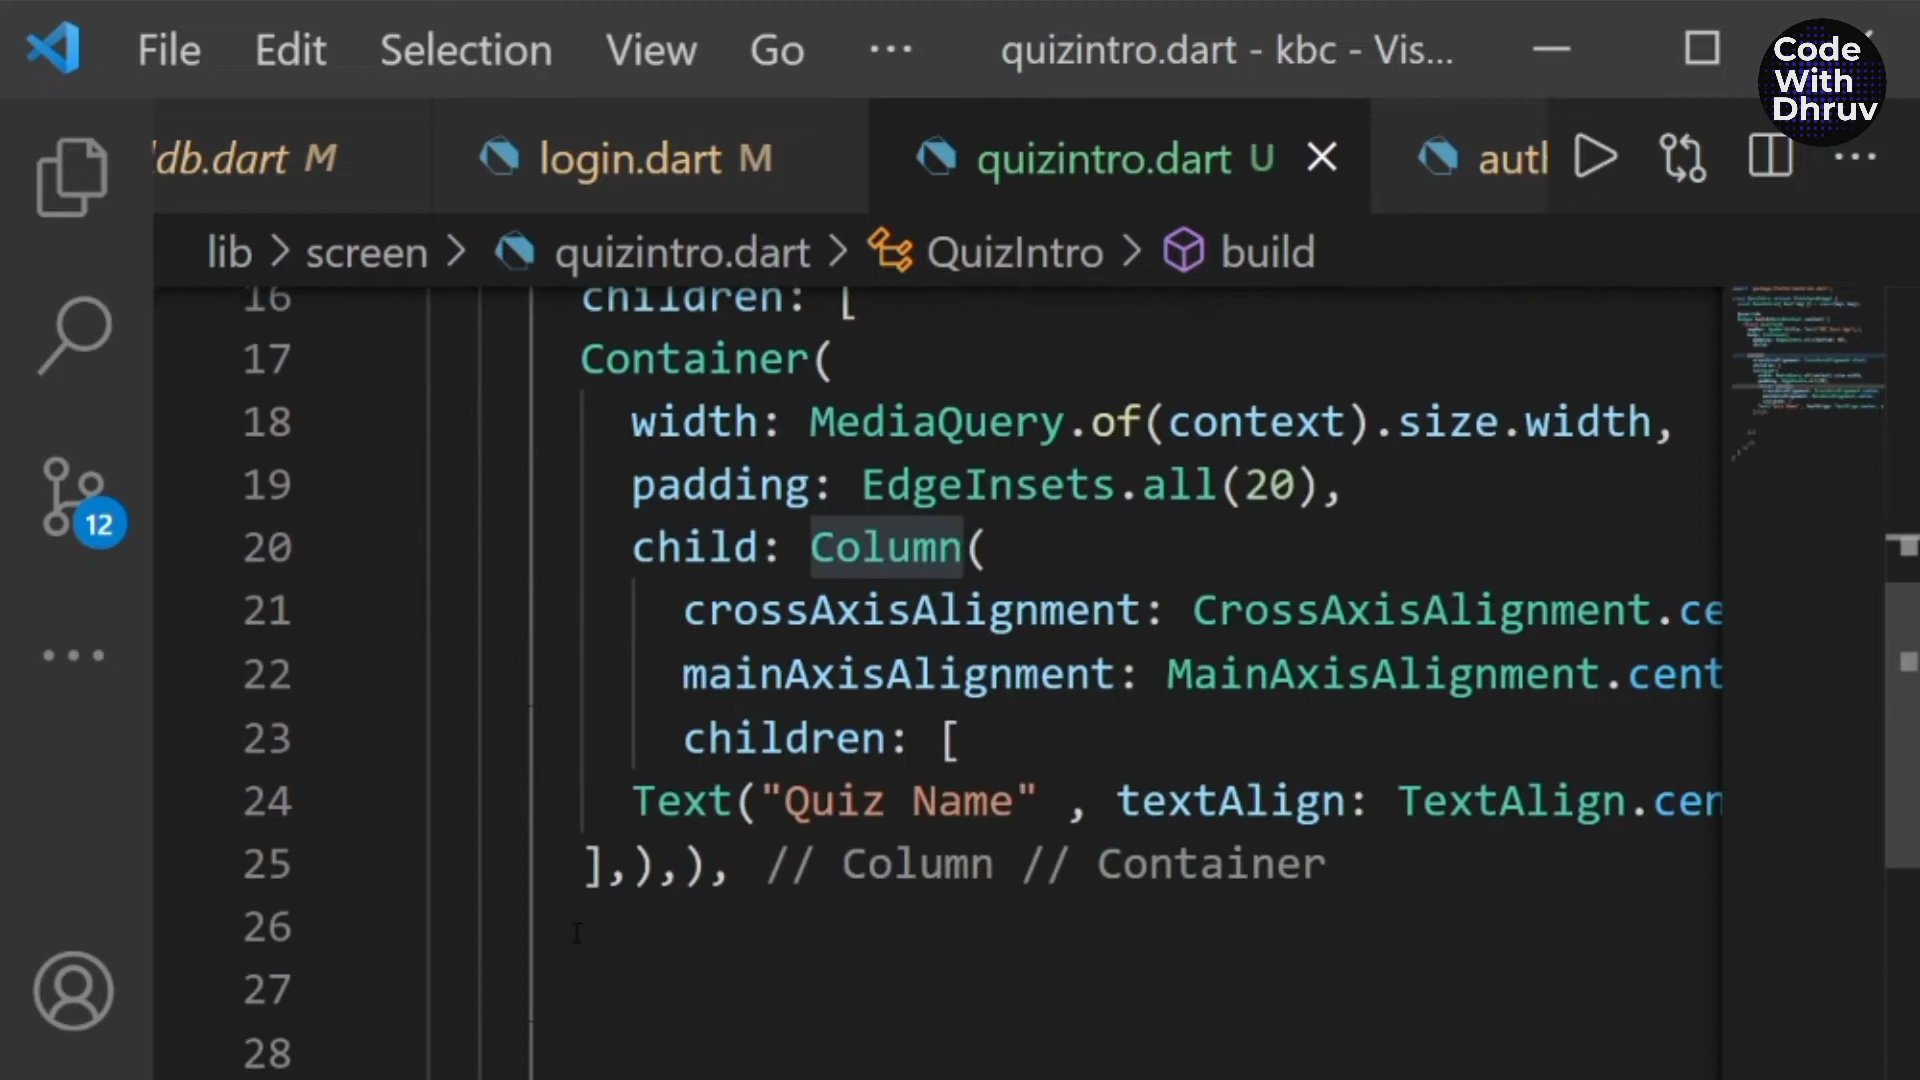 File Edit Selection View Go ... quizintro.dart - kbc - Vis...
Code
With
Dhruv
db.dart M login.dart M quizintro.dart U
lib > screen > quizintro.dart > QuizIntro > build
16 children: [
17 Container(
18 width: MediaQuery.of(context).size.width,
19 padding: EdgeInsets.all(20),
20 child: Column(
21 crossAxisAlignment: CrossAxisAlignment.ce
22 mainAxisAlignment: MainAxisAlignment.cent
23 children: [
24 Text("Quiz Name" , textAlign: TextAlign.cen
25 ],),), // Column // Container
26
27
28
12